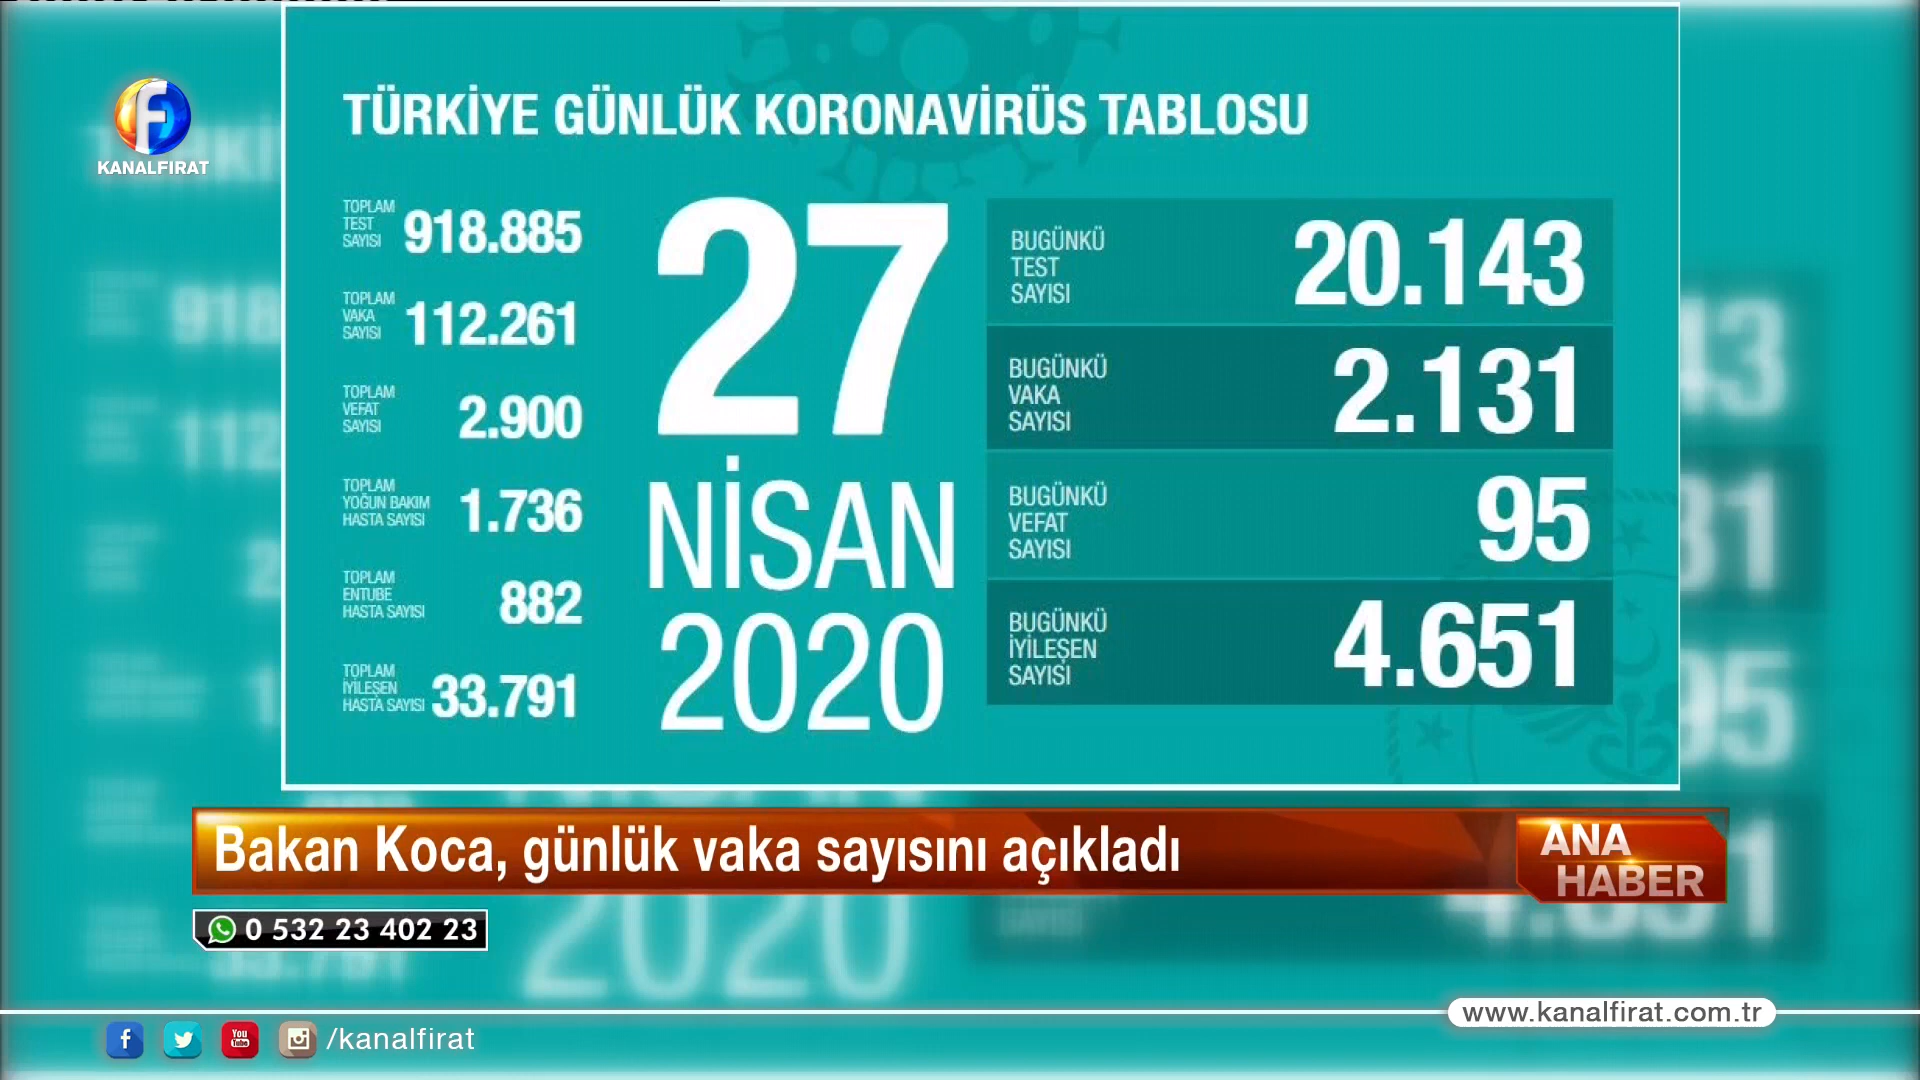 KANALFIRAT
TÜRKİYE GÜNLÜK KORONAVİRÜS TABLOSU
TOPLAM
TEST
SAYISI
918.885
TOPLAM
VAKA
SAYISI
112.261
TOPLAM
VEFAT
SAYISI
2.900
TOPLAM
YOĞUN BAKIM
HASTA SAYISI
1.736
TOPLAM
ENTUBE
HASTA SAYISI
882
TOPLAM
İYİLEŞEN
HASTA SAYISI
33.791
27
NİSAN
2020
BUGÜNKÜ
TEST
SAYISI
20.143
BUGÜNKÜ
VAKA
SAYISI
2.131
BUGÜNKÜ
VEFAT
SAYISI
95
BUGÜNKÜ
İYİLEŞEN
SAYISI
4.651
Bakan Koca, günlük vaka sayısını açıkladı
ANA
HABER
0 532 23 402 23
www.kanalfirat.com.tr
You
Tube
/kanalfirat